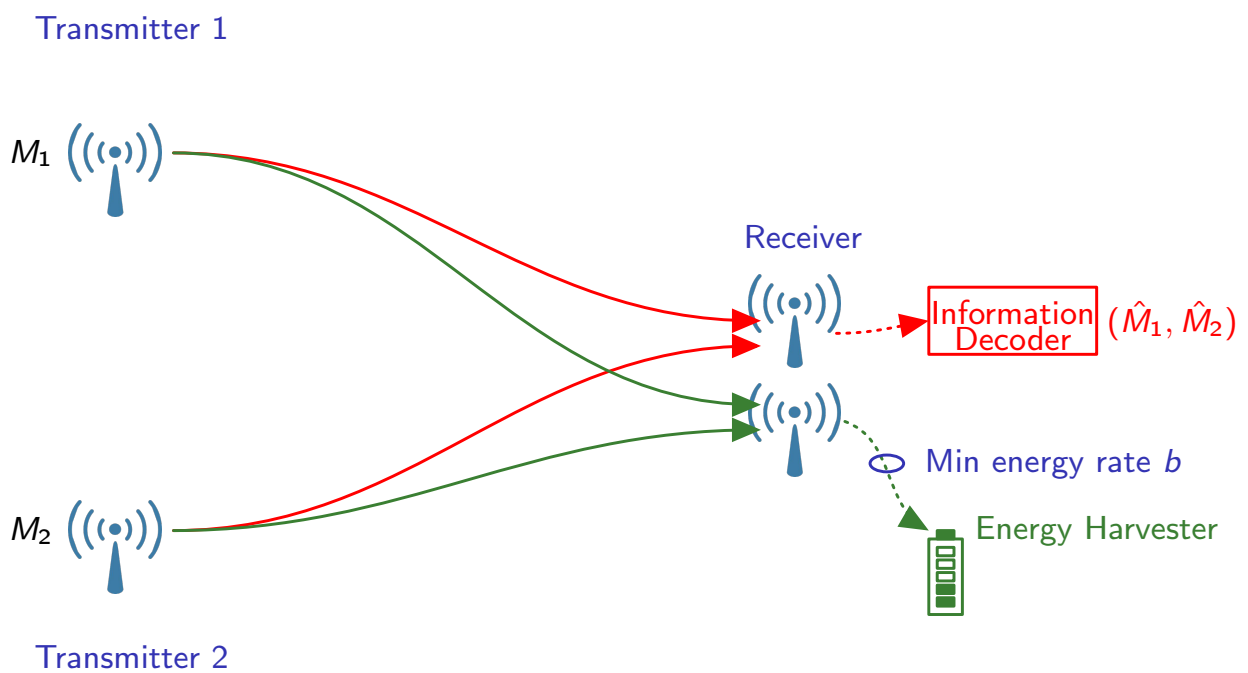 Transmitter 1
M₁
Receiver
Information
Decoder
(M̂₁, M̂₂)
Min energy rate b
M₂
Energy Harvester
Transmitter 2